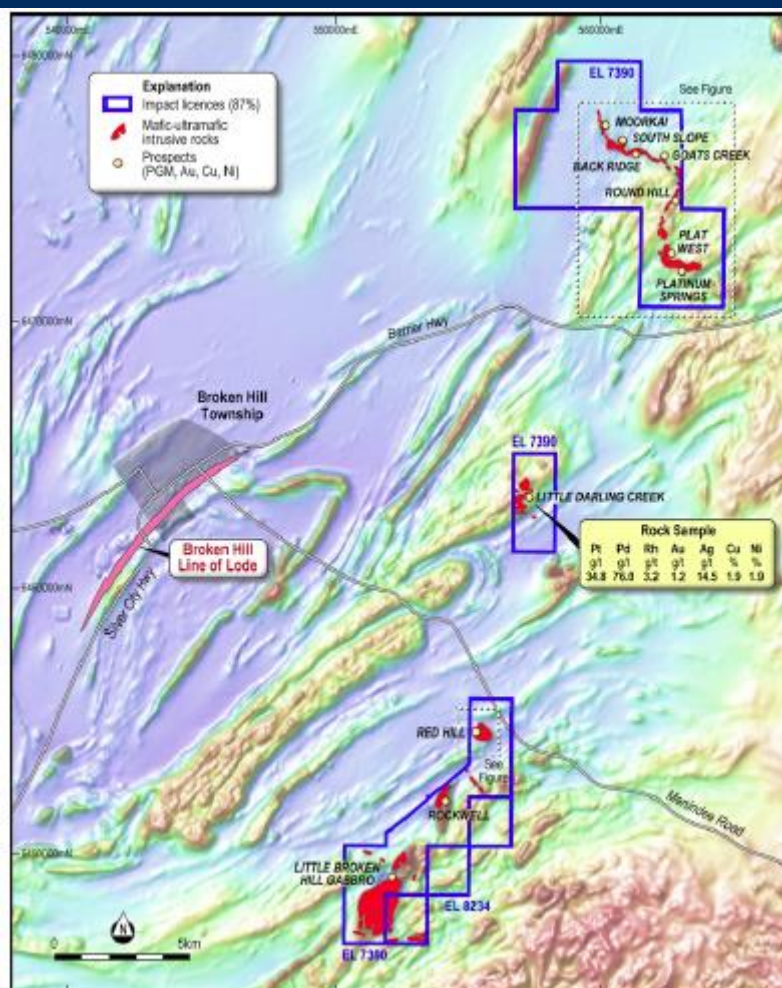 540000mE
550000mE
560000mE
6480000mN
Explanation
Impact licences (87%)
Mafic-ultramafic
intrusive rocks
Prospects
(PGM, Au, Cu, Ni)
EL 7390
See Figure
MOORKAI
SOUTH SLOPE
GOATS CREEK
BACK RIDGE
ROUND HILL
PLAT
WEST
PLATINUM
SPRINGS
6470000mN
Barrier Hwy
Broken Hill
Township
EL 7390
LITTLE DARLING CREEK
Rock Sample
Pt Pd Rh Au Ag Cu Ni
g/t g/t g/t g/t g/t % %
34.8 76.0 3.2 1.2 14.5 1.9 1.9
Broken Hill
Line of Lode
6460000mN
Silver City Hwy
RED HILL
See
Figure
ROCKWELL
Menindee Road
LITTLE BROKEN
HILL GABBRO
EL 8234
EL 7390
0 5km